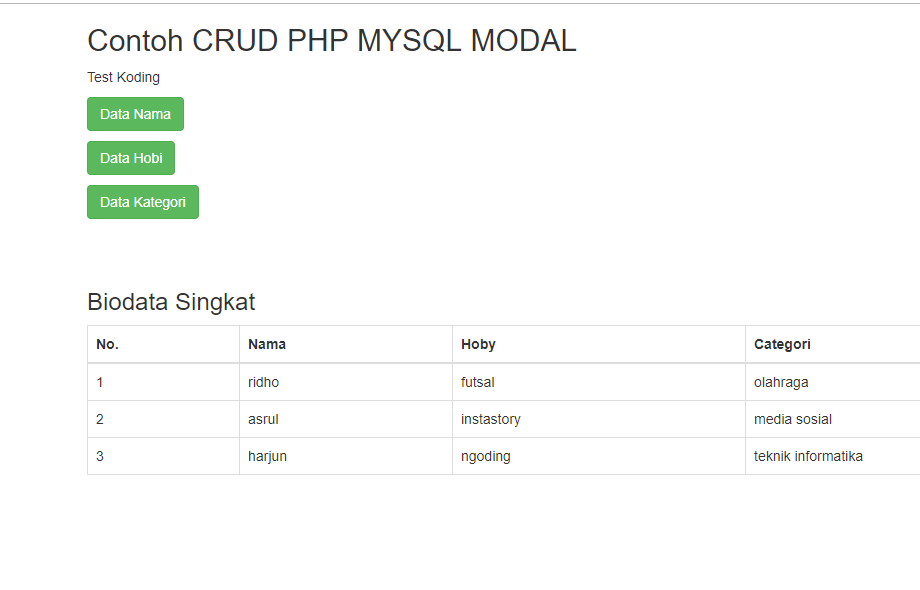 Contoh CRUD PHP MYSQL MODAL
Test Koding
Data Nama
Data Hobi
Data Kategori
Biodata Singkat
No. Nama Hoby Categori
1 ridho futsal olahraga
2 asrul instastory media sosial
3 harjun ngoding teknik informatika